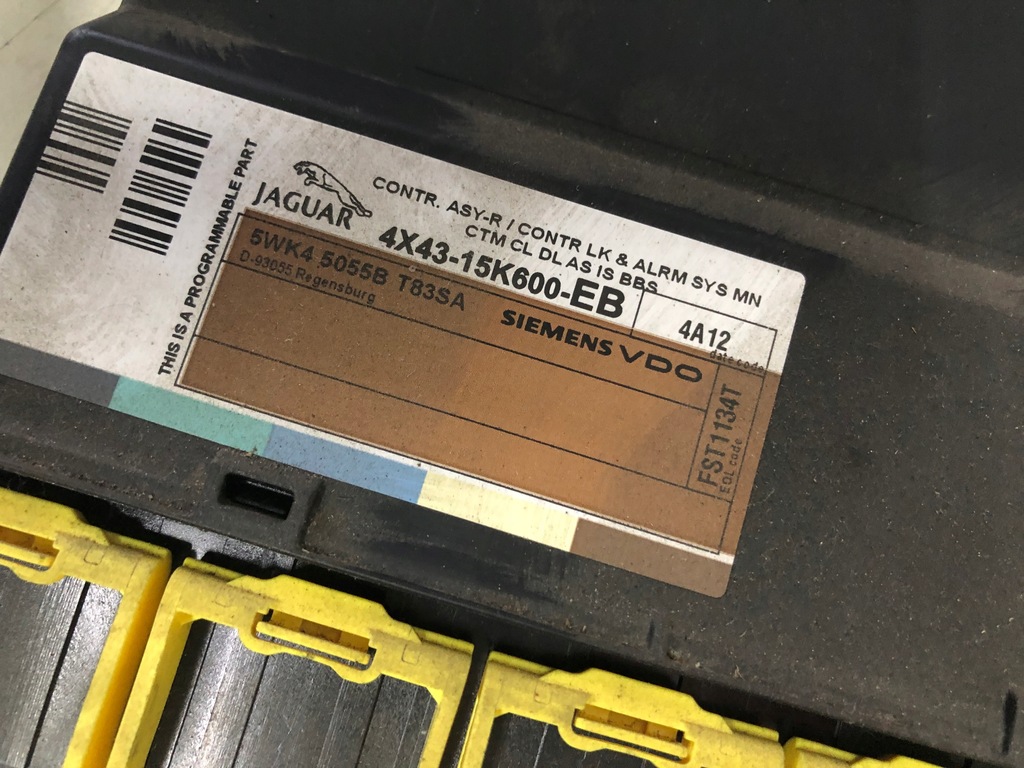 THIS IS A PROGRAMMABLE PART
JAGUAR
CONTR. ASY-R / CONTR LK & ALRM SYS MN
CTM CL DL AS IS BBS
4X43-15K600-EB
4A12
date code
5WK4 5055B T83SA
D-93055 Regensburg
SIEMENS VDO
FST1134T
EOL code